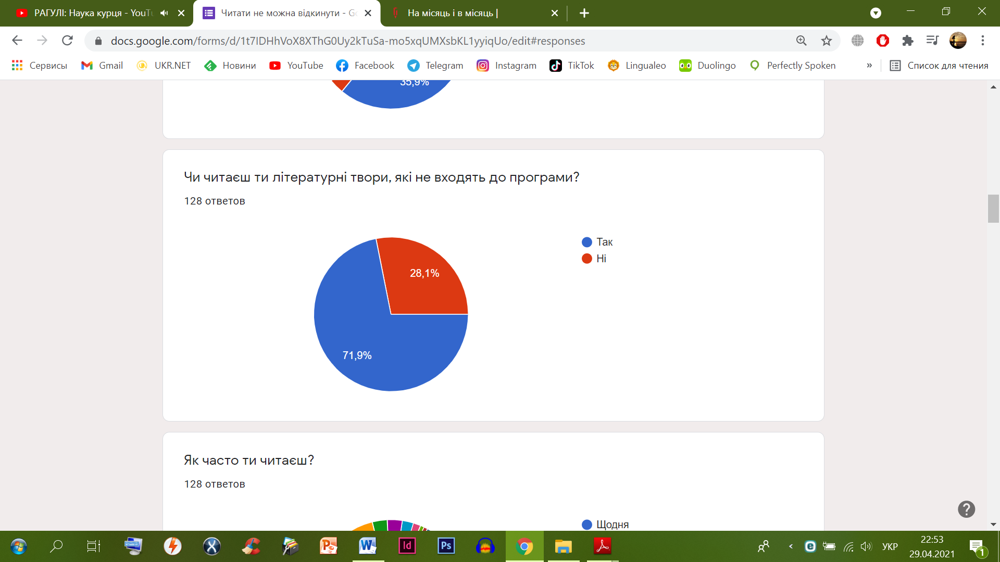 РАГУЛІ: Наука курця - YouTu
Читати не можна відкинути - Go
На місяць і в місяць |
docs.google.com/forms/d/1t7IDHhVoX8XThG0Uy2kTuSa-mo5xqUMXsbKL1yyiqUo/edit#responses
Сервисы Gmail UKR.NET Новини YouTube Facebook Telegram Instagram TikTok Lingualeo Duolingo Perfectly Spoken » Список для чтения
35,9%
Чи читаєш ти літературні твори, які не входять до програми?
128 ответов
Так
Ні
28,1%
71,9%
Як часто ти читаєш?
128 ответов
Щодня
УКР
22:53
29.04.2021
1